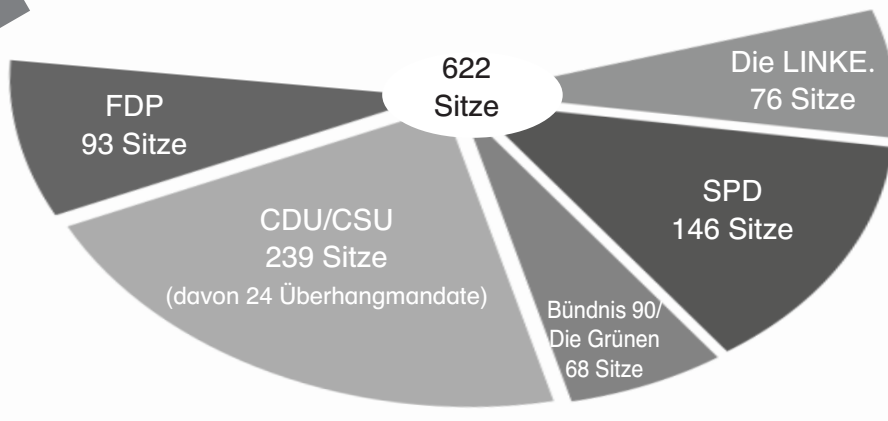 622
Sitze
FDP
93 Sitze
CDU/CSU
239 Sitze
(davon 24 Überhangmandate)
Bündnis 90/
Die Grünen
68 Sitze
SPD
146 Sitze
Die LINKE.
76 Sitze